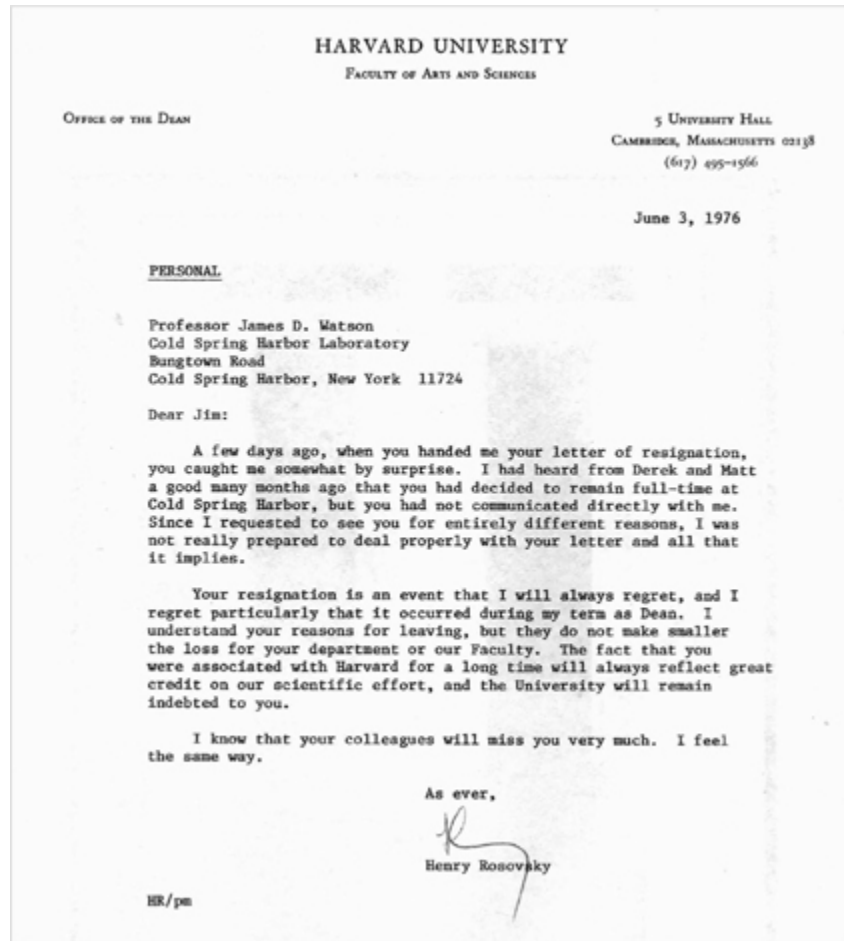 HARVARD UNIVERSITY
FACULTY OF ARTS AND SCIENCES
OFFICE OF THE DEAN
5 UNIVERSITY HALL
CAMBRIDGE, MASSACHUSETTS 02138
(617) 495-1566
June 3, 1976
PERSONAL
Professor James D. Watson
Cold Spring Harbor Laboratory
Bungtown Road
Cold Spring Harbor, New York 11724
Dear Jim:
A few days ago, when you handed me your letter of resignation,
you caught me somewhat by surprise. I had heard from Derek and Matt
a good many months ago that you had decided to remain full-time at
Cold Spring Harbor, but you had not communicated directly with me.
Since I requested to see you for entirely different reasons, I was
not really prepared to deal properly with your letter and all that
it implies.
Your resignation is an event that I will always regret, and I
regret particularly that it occurred during my term as Dean. I
understand your reasons for leaving, but they do not make smaller
the loss for your department or our Faculty. The fact that you
were associated with Harvard for a long time will always reflect great
credit on our scientific effort, and the University will remain
indebted to you.
I know that your colleagues will miss you very much. I feel
the same way.
As ever,
Henry Rosovsky
HR/pm